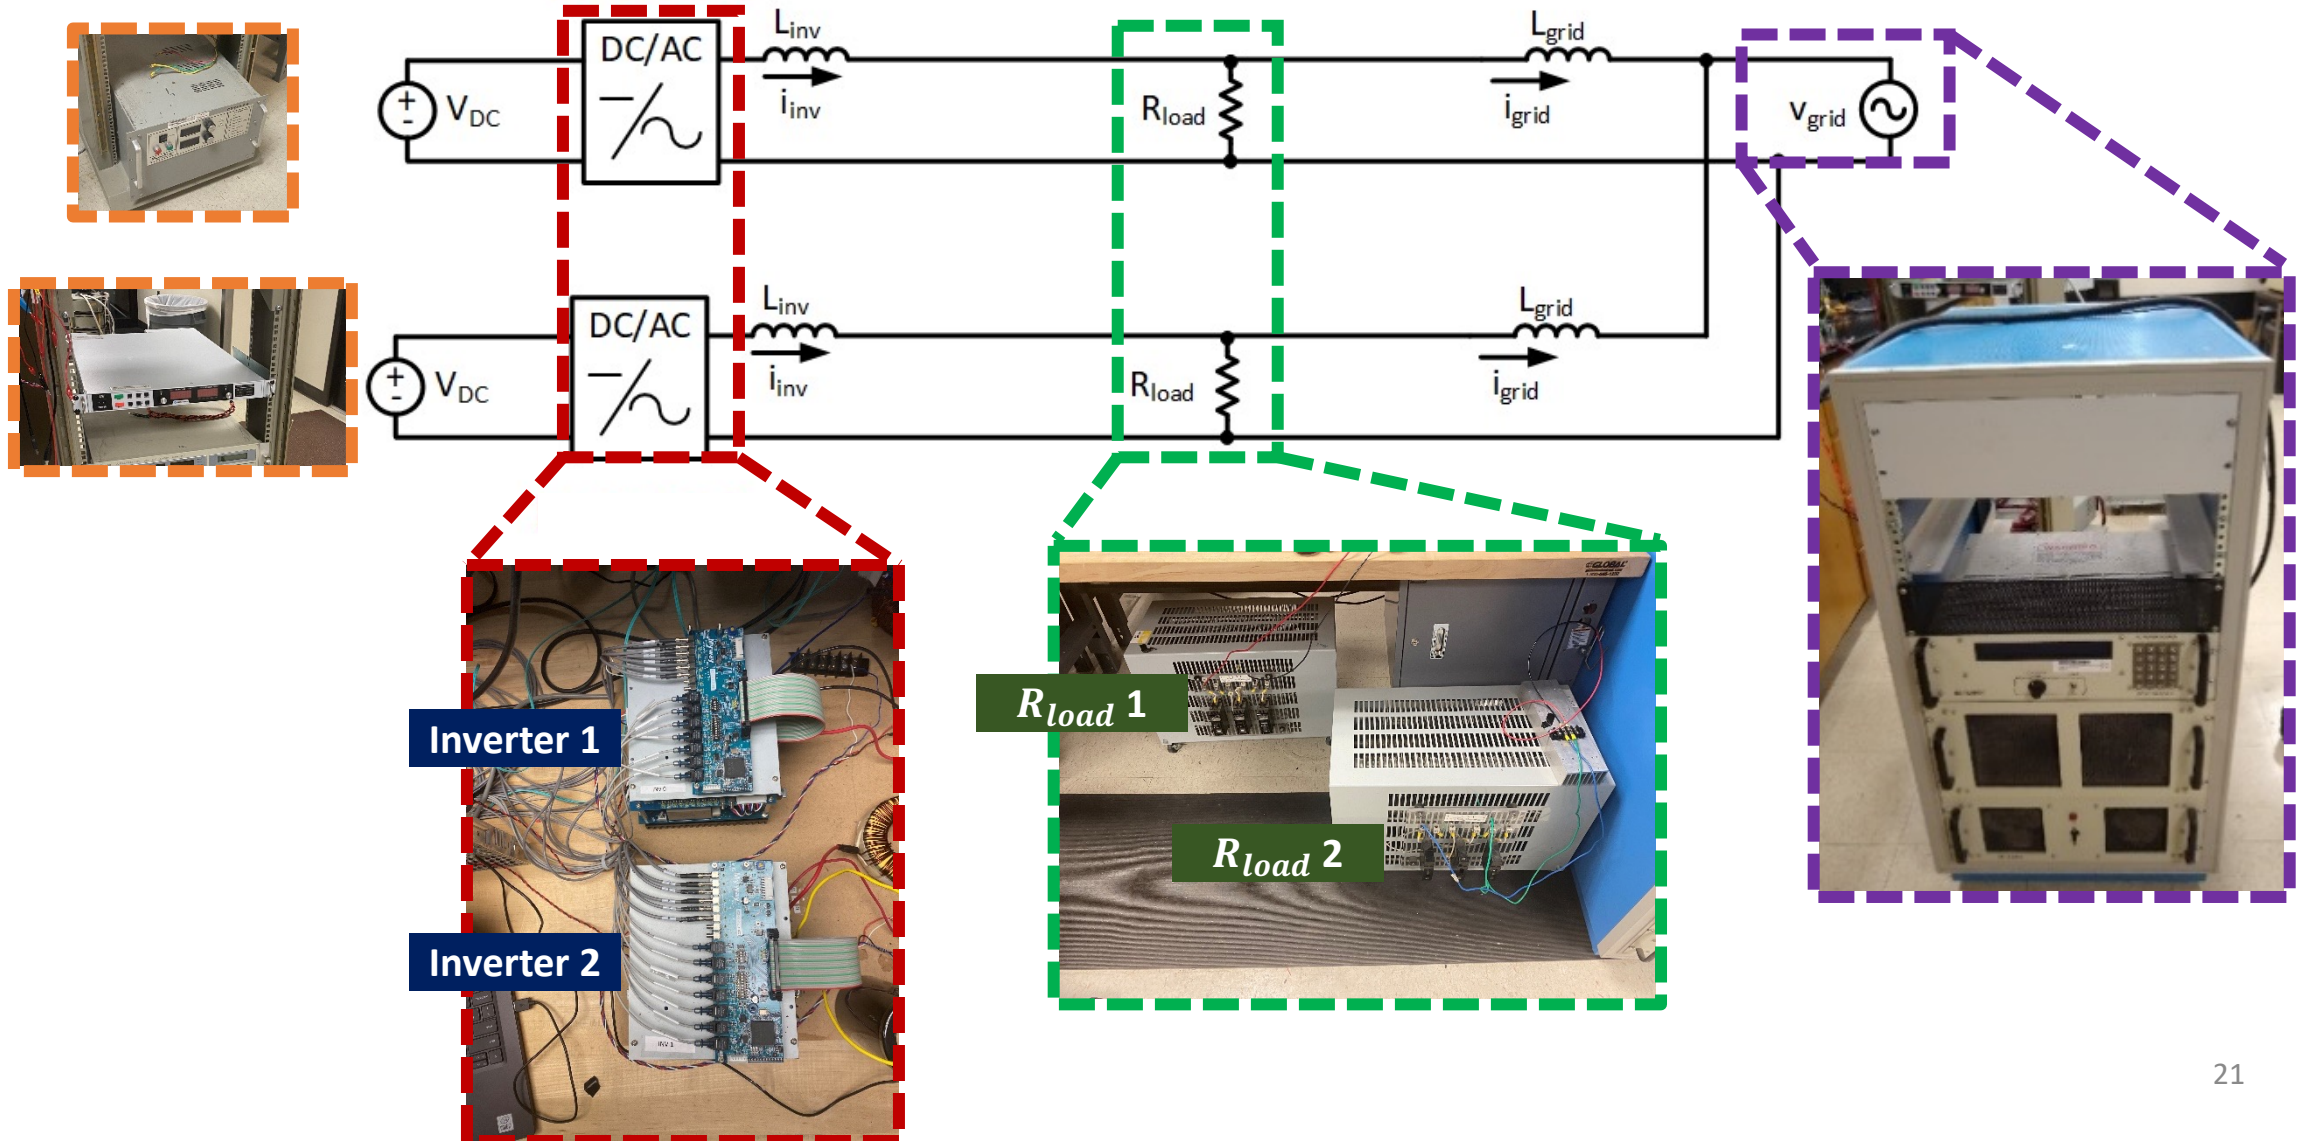 DC/AC
L_inv
L_grid
V_DC
i_inv
R_load
i_grid
v_grid
DC/AC
L_inv
L_grid
V_DC
i_inv
R_load
i_grid
GLOBAL
R_load 1
Inverter 1
R_load 2
Inverter 2
21